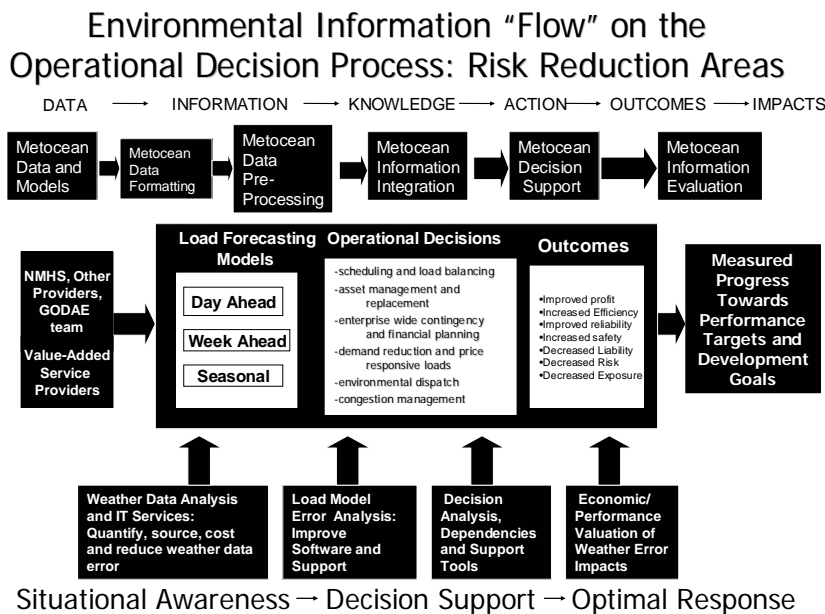 Environmental Information “Flow” on the
Operational Decision Process: Risk Reduction Areas
DATA → INFORMATION → KNOWLEDGE → ACTION → OUTCOMES → IMPACTS
Metocean
Data and
Models
Metocean
Data
Formatting
Metocean
Data
Pre-
Processing
Metocean
Information
Integration
Metocean
Decision
Support
Metocean
Information
Evaluation
NMHS, Other
Providers,
GODAE
team
Value-Added
Service
Providers
Load Forecasting
Models
Day Ahead
Week Ahead
Seasonal
Operational Decisions
-scheduling and load balancing
-asset management and
replacement
-enterprise wide contingency
and financial planning
-demand reduction and price
responsive loads
-environmental dispatch
-congestion management
Outcomes
•Improved profit
•Increased Efficiency
•Improved reliability
•Increased safety
•Decreased Liability
•Decreased Risk
•Decreased Exposure
Measured
Progress
Towards
Performance
Targets and
Development
Goals
Weather Data Analysis
and IT Services:
Quantify, source, cost
and reduce weather data
error
Load Model
Error Analysis:
Improve
Software and
Support
Decision
Analysis,
Dependencies
and Support
Tools
Economic/
Performance
Valuation of
Weather Error
Impacts
Situational Awareness → Decision Support → Optimal Response